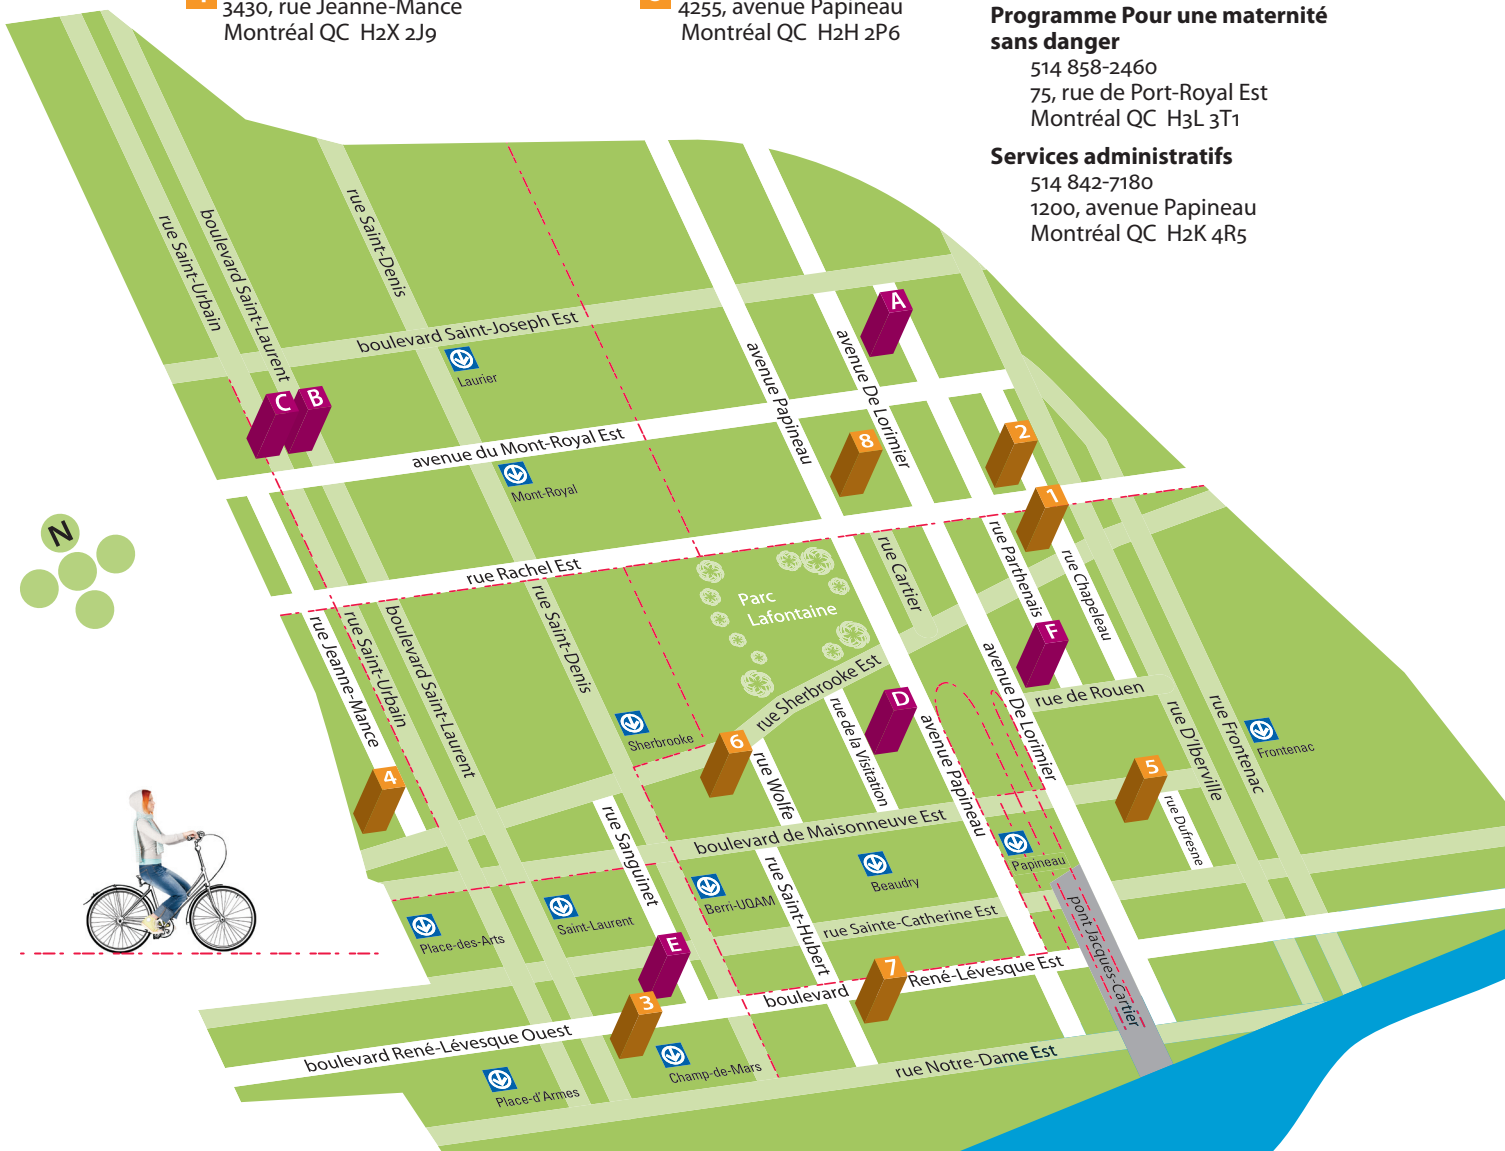 3430, rue Jeanne-Mance
Montréal QC H2X 2J9
4255, avenue Papineau
Montréal QC H2H 2P6
Programme Pour une maternité
sans danger
514 858-2460
75, rue de Port-Royal Est
Montréal QC H3L 3T1
Services administratifs
514 842-7180
1200, avenue Papineau
Montréal QC H2K 4R5
rue Saint-Urbain
boulevard Saint-Laurent
rue Saint-Denis
boulevard Saint-Joseph Est
Laurier
avenue Papineau
avenue De Lorimier
A
C
B
avenue du Mont-Royal Est
Mont-Royal
8
2
1
N
rue Rachel Est
Parc
Lafontaine
rue Cartier
rue Parthenais
rue Chapeleau
rue Jeanne-Mance
rue Saint-Urbain
boulevard Saint-Laurent
rue Saint-Denis
Sherbrooke
rue Sherbrooke Est
F
avenue De Lorimier
rue de Rouen
D
rue de la Visitation
avenue Papineau
6
rue Wolfe
rue D'Iberville
rue Frontenac
Frontenac
4
5
rue Dufresne
boulevard de Maisonneuve Est
rue Sanguinet
Papineau
Beaudry
Berri-UQAM
rue Saint-Hubert
Saint-Laurent
Place-des-Arts
rue Sainte-Catherine Est
pont Jacques-Cartier
E
3
7
boulevard René-Lévesque Est
boulevard René-Lévesque Ouest
Champ-de-Mars
Place-d'Armes
rue Notre-Dame Est